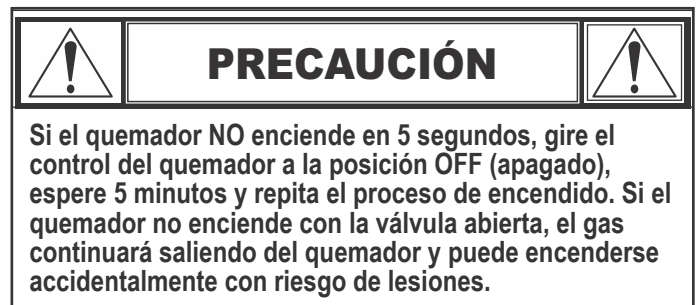 PRECAUCIÓN
Si el quemador NO enciende en 5 segundos, gire el
control del quemador a la posición OFF (apagado),
espere 5 minutos y repita el proceso de encendido. Si el
quemador no enciende con la válvula abierta, el gas
continuará saliendo del quemador y puede encenderse
accidentalmente con riesgo de lesiones.